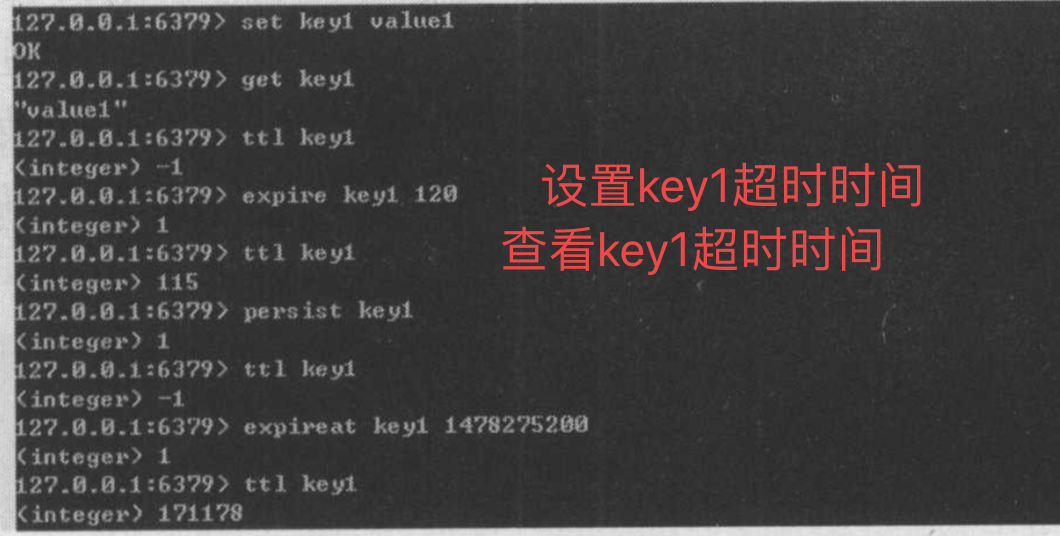 127.0.0.1:6379> set key1 value1
OK
127.0.0.1:6379> get key1
"value1"
127.0.0.1:6379> ttl key1
(integer) -1
127.0.0.1:6379> expire key1 120 设置key1超时时间
(integer) 1
127.0.0.1:6379> ttl key1 查看key1超时时间
(integer) 115
127.0.0.1:6379> persist key1
(integer) 1
127.0.0.1:6379> ttl key1
(integer) -1
127.0.0.1:6379> expireat key1 1478275200
(integer) 1
127.0.0.1:6379> ttl key1
(integer) 171178